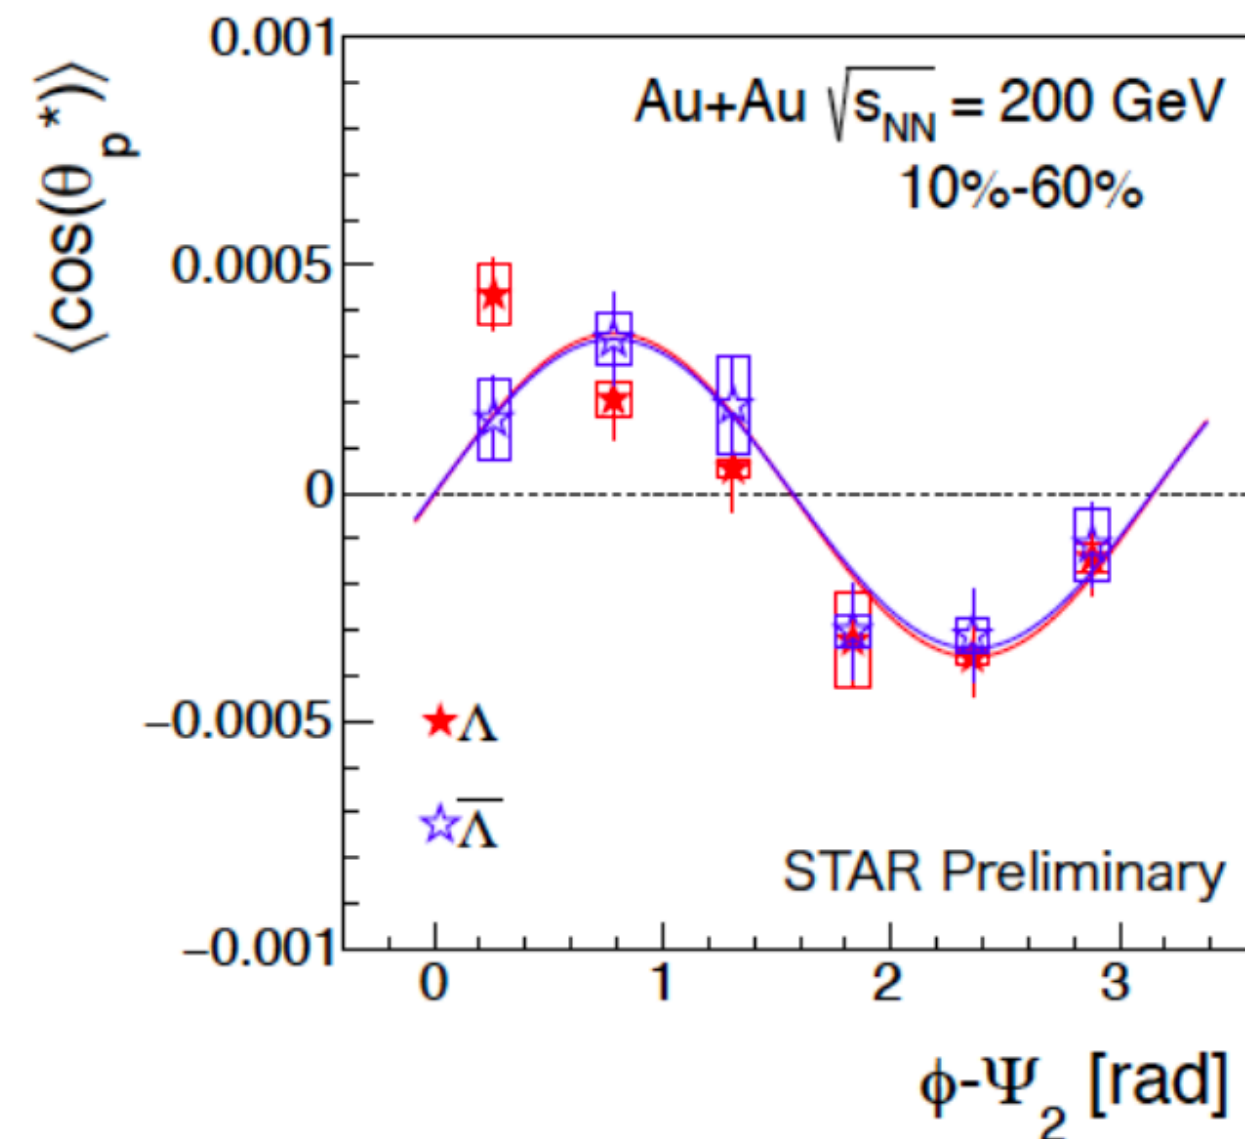 0.001
0.0005
0
−0.0005
−0.001
⟨cos(θp*)⟩
Au+Au √sNN = 200 GeV
10%-60%
Λ
Λ̅
STAR Preliminary
0 1 2 3
ϕ-Ψ2 [rad]